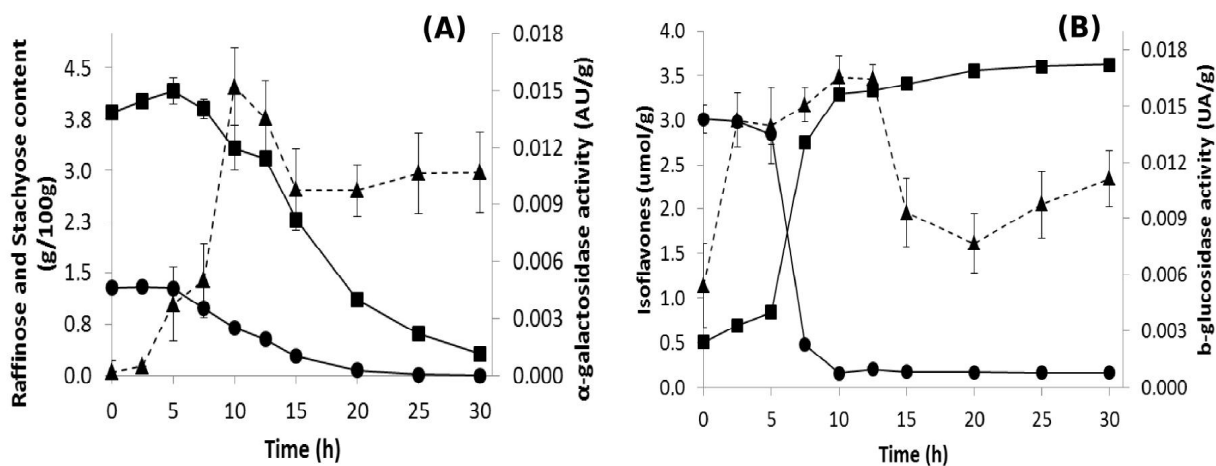 (A)
Raffinose and Stachyose content
(g/100g)
4.5
3.8
3.0
2.3
1.5
0.8
0.0
0.018
0.015
0.012
0.009
0.006
0.003
0.000
α-galactosidase activity (AU/g)
0 5 10 15 20 25 30
Time (h)
(B)
Isoflavones (umol/g)
4.0
3.5
3.0
2.5
2.0
1.5
1.0
0.5
0.0
0.018
0.015
0.012
0.009
0.006
0.003
0.000
b-glucosidase activity (UA/g)
0 5 10 15 20 25 30
Time (h)